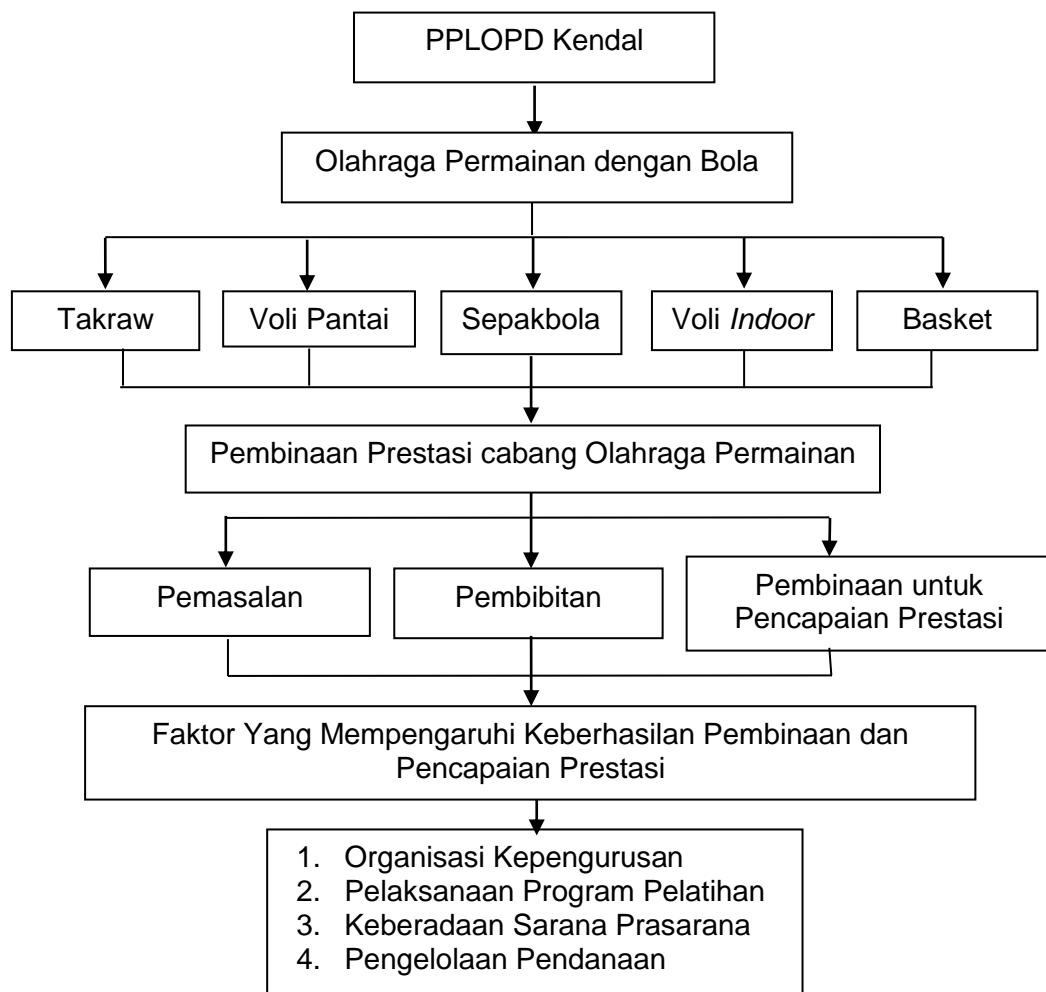 PPLOPD Kendal
Olahraga Permainan dengan Bola
Takraw
Voli Pantai
Sepakbola
Voli Indoor
Basket
Pembinaan Prestasi cabang Olahraga Permainan
Pemasalan
Pembibitan
Pembinaan untuk
Pencapaian Prestasi
Faktor Yang Mempengaruhi Keberhasilan Pembinaan dan
Pencapaian Prestasi
1. Organisasi Kepengurusan
2. Pelaksanaan Program Pelatihan
3. Keberadaan Sarana Prasarana
4. Pengelolaan Pendanaan